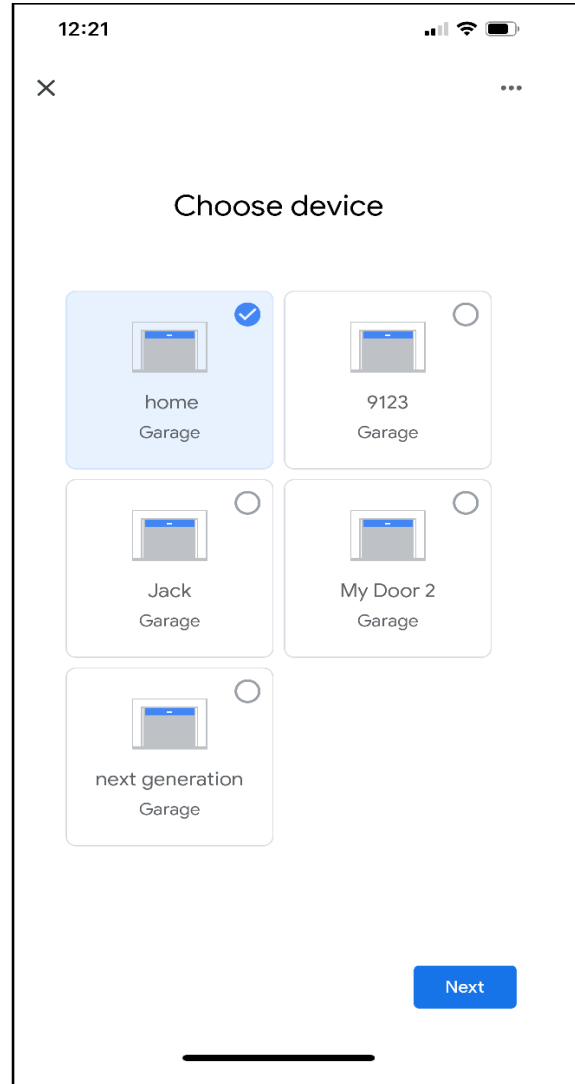 12:21
Choose device
home
Garage
9123
Garage
Jack
Garage
My Door 2
Garage
next generation
Garage
Next